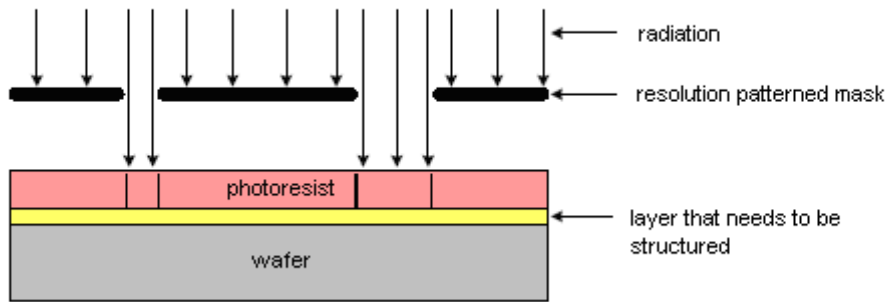 radiation
resolution patterned mask
photoresist
layer that needs to be
structured
wafer